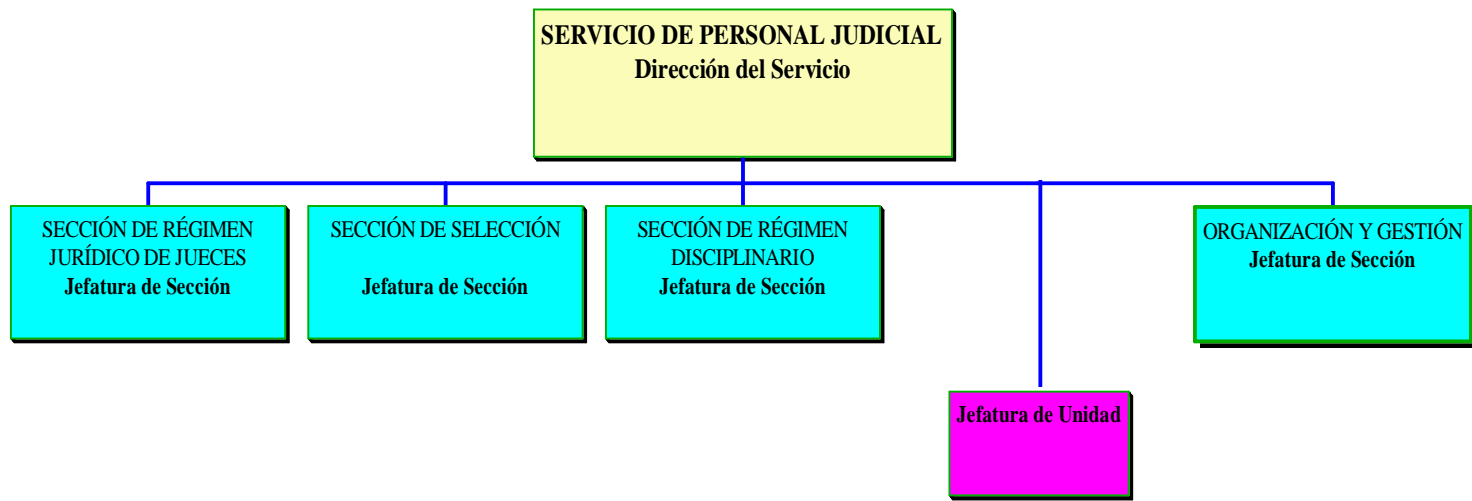 SERVICIO DE PERSONAL JUDICIAL
Dirección del Servicio
SECCIÓN DE RÉGIMEN
JURÍDICO DE JUECES
Jefatura de Sección
SECCIÓN DE SELECCIÓN
Jefatura de Sección
SECCIÓN DE RÉGIMEN
DISCIPLINARIO
Jefatura de Sección
ORGANIZACIÓN Y GESTIÓN
Jefatura de Sección
Jefatura de Unidad